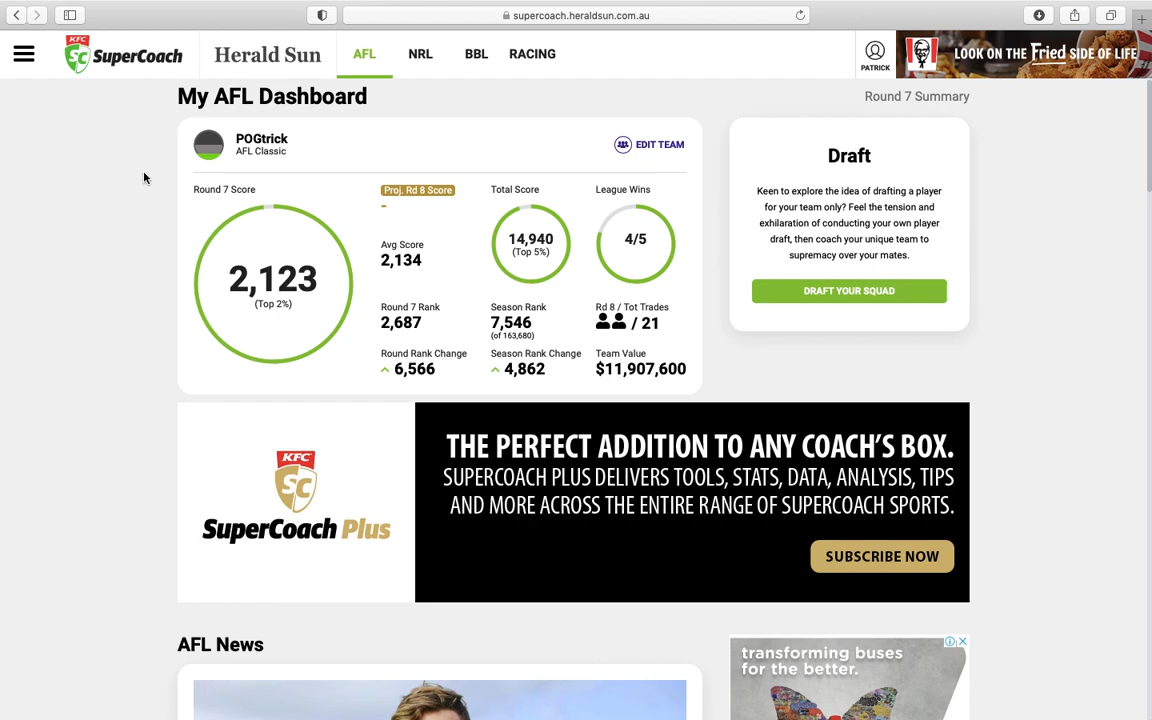 supercoach.heraldsun.com.au
KFC
SC SuperCoach
Herald Sun
AFL
NRL
BBL
RACING
PATRICK
KFC
LOOK ON THE Fried SIDE OF LIFE
My AFL Dashboard
Round 7 Summary
POGtrick
AFL Classic
EDIT TEAM
Round 7 Score
2,123
(Top 2%)
Proj. Rd 8 Score
-
Avg Score
2,134
Total Score
14,940
(Top 5%)
League Wins
4/5
Round 7 Rank
2,687
Season Rank
7,546
(of 163,680)
Rd 8 / Tot Trades
/ 21
Round Rank Change
6,566
Season Rank Change
4,862
Team Value
$11,907,600
Draft
Keen to explore the idea of drafting a player
for your team only? Feel the tension and
exhilaration of conducting your own player
draft, then coach your unique team to
supremacy over your mates.
DRAFT YOUR SQUAD
KFC
SC
SuperCoach Plus
THE PERFECT ADDITION TO ANY COACH'S BOX.
SUPERCOACH PLUS DELIVERS TOOLS, STATS, DATA, ANALYSIS, TIPS
AND MORE ACROSS THE ENTIRE RANGE OF SUPERCOACH SPORTS.
SUBSCRIBE NOW
AFL News
transforming buses
for the better.